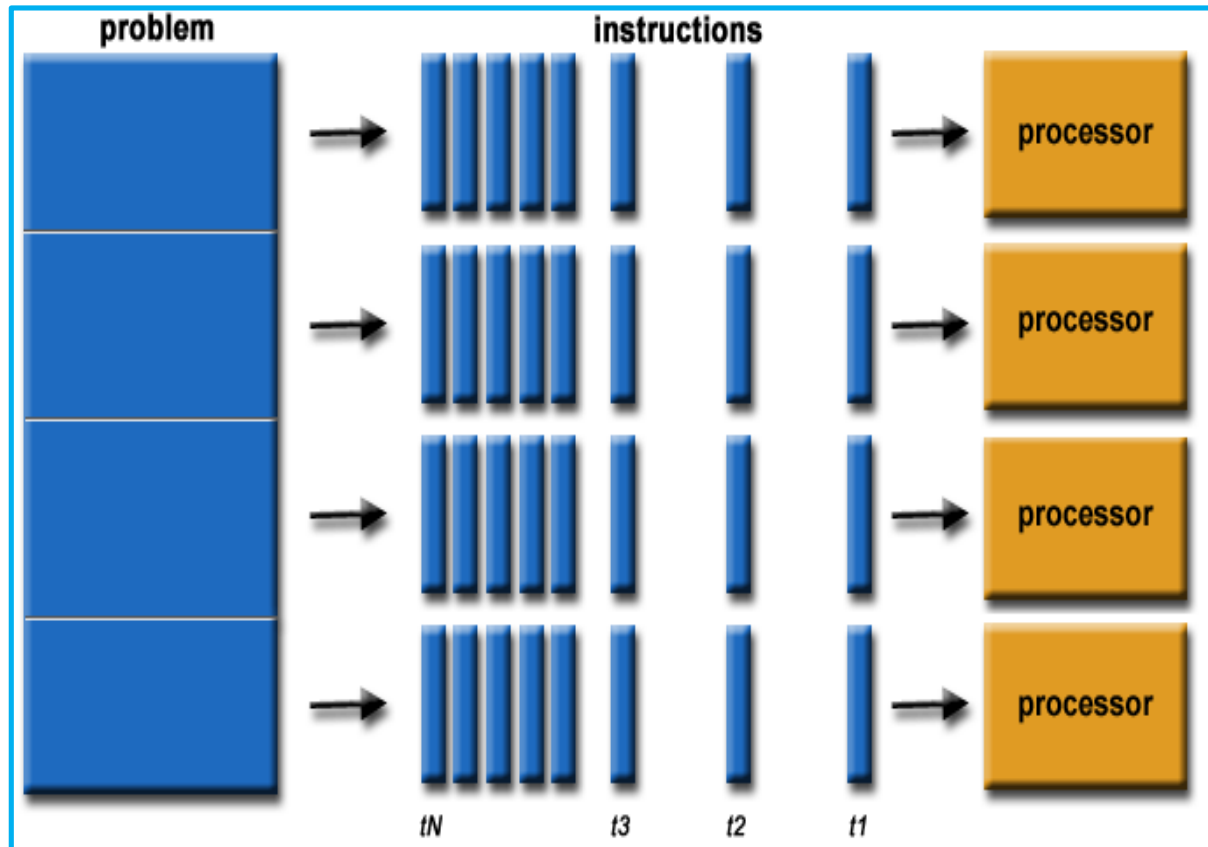 problem
instructions
processor
processor
processor
processor
tN t3 t2 t1